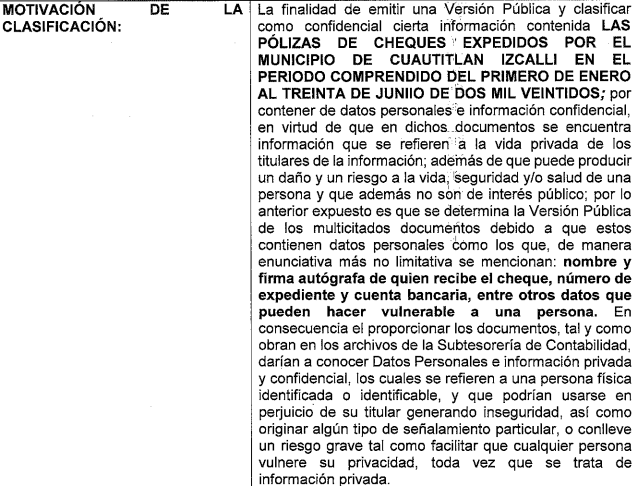 MOTIVACIÓN DE LA
CLASIFICACIÓN:
La finalidad de emitir una Versión Pública y clasificar
como confidencial cierta información contenida LAS
PÓLIZAS DE CHEQUES EXPEDIDOS POR EL
MUNICIPIO DE CUAUTITLAN IZCALLI EN EL
PERIODO COMPRENDIDO DEL PRIMERO DE ENERO
AL TREINTA DE JUNIIO DE DOS MIL VEINTIDOS; por
contener de datos personales e información confidencial,
en virtud de que en dichos documentos se encuentra
información que se refieren a la vida privada de los
titulares de la información; además de que puede producir
un daño y un riesgo a la vida, seguridad y/o salud de una
persona y que además no son de interés público; por lo
anterior expuesto es que se determina la Versión Pública
de los multicitados documentos debido a que estos
contienen datos personales como los que, de manera
enunciativa más no limitativa se mencionan: nombre y
firma autógrafa de quien recibe el cheque, número de
expediente y cuenta bancaria, entre otros datos que
pueden hacer vulnerable a una persona. En
consecuencia el proporcionar los documentos, tal y como
obran en los archivos de la Subtesorería de Contabilidad,
darían a conocer Datos Personales e información privada
y confidencial, los cuales se refieren a una persona física
identificada o identificable, y que podrían usarse en
perjuicio de su titular generando inseguridad, así como
originar algún tipo de señalamiento particular, o conlleve
un riesgo grave tal como facilitar que cualquier persona
vulnere su privacidad, toda vez que se trata de
información privada.